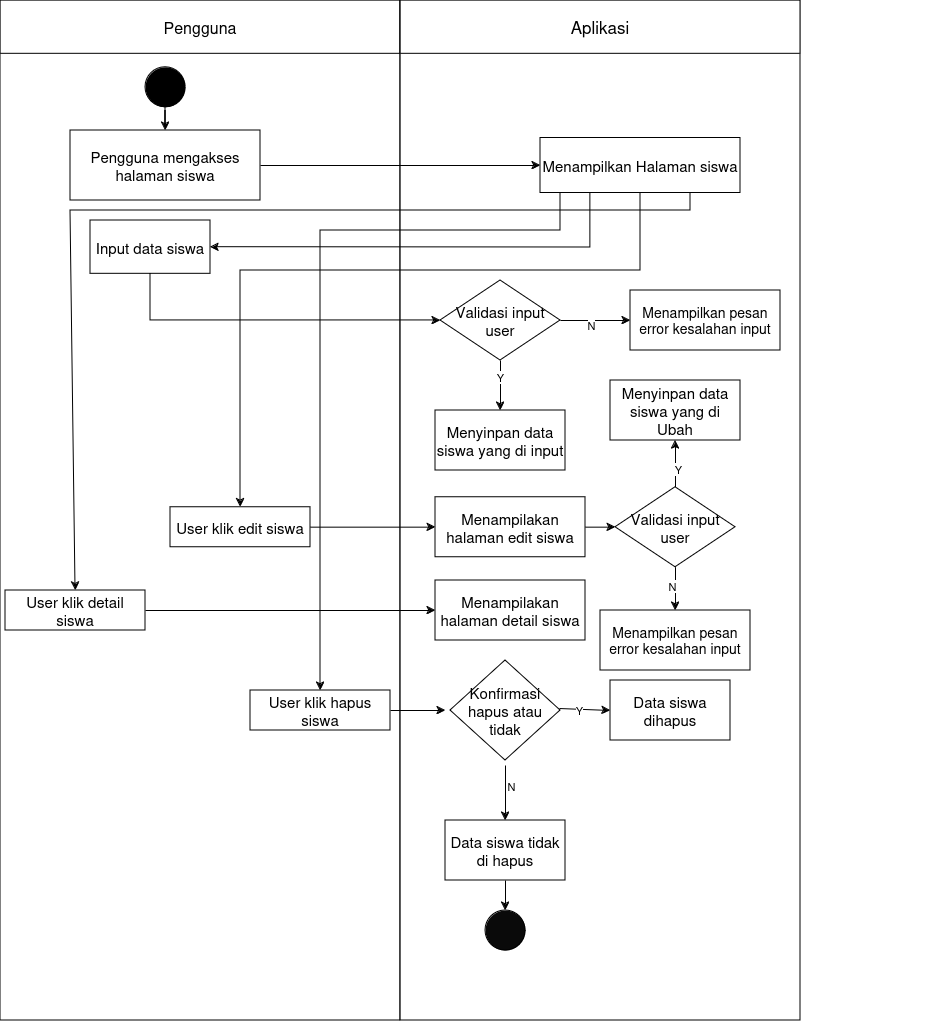 Pengguna
Aplikasi
Pengguna mengakses
halaman siswa
Menampilkan Halaman siswa
Input data siswa
Validasi input
user
N
Menampilkan pesan
error kesalahan input
Y
Menyinpan data
siswa yang di input
Menyinpan data
siswa yang di
Ubah
Y
User klik edit siswa
Menampilakan
halaman edit siswa
Validasi input
user
N
User klik detail
siswa
Menampilakan
halaman detail siswa
Menampilkan pesan
error kesalahan input
User klik hapus
siswa
Konfirmasi
hapus atau
tidak
Y
Data siswa
dihapus
N
Data siswa tidak
di hapus